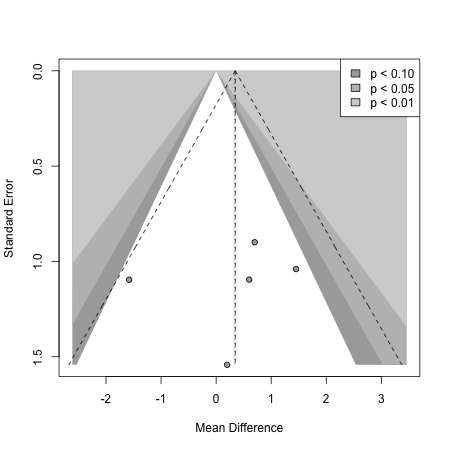 p < 0.10
p < 0.05
p < 0.01
0.0
0.5
1.0
1.5
Standard Error
-2 -1 0 1 2 3
Mean Difference